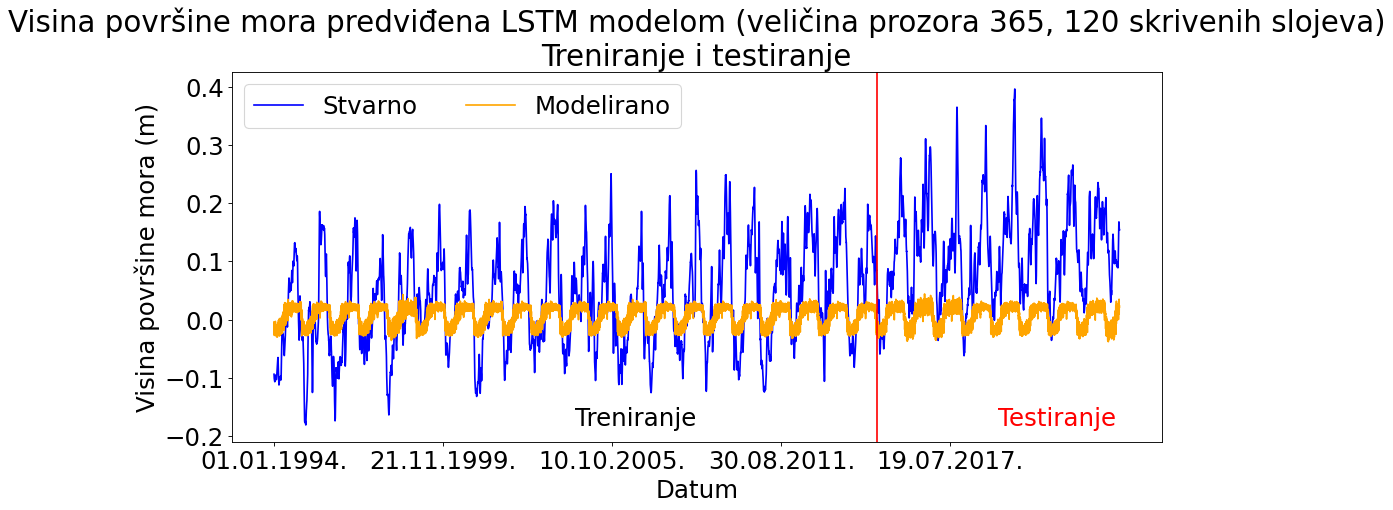 Visina površine mora predviđena LSTM modelom (veličina prozora 365, 120 skrivenih slojeva)
Treniranje i testiranje
Stvarno
Modelirano
Visina površine mora (m)
0.4
0.3
0.2
0.1
0.0
−0.1
−0.2
Treniranje
Testiranje
01.01.1994.
21.11.1999.
10.10.2005.
30.08.2011.
19.07.2017.
Datum